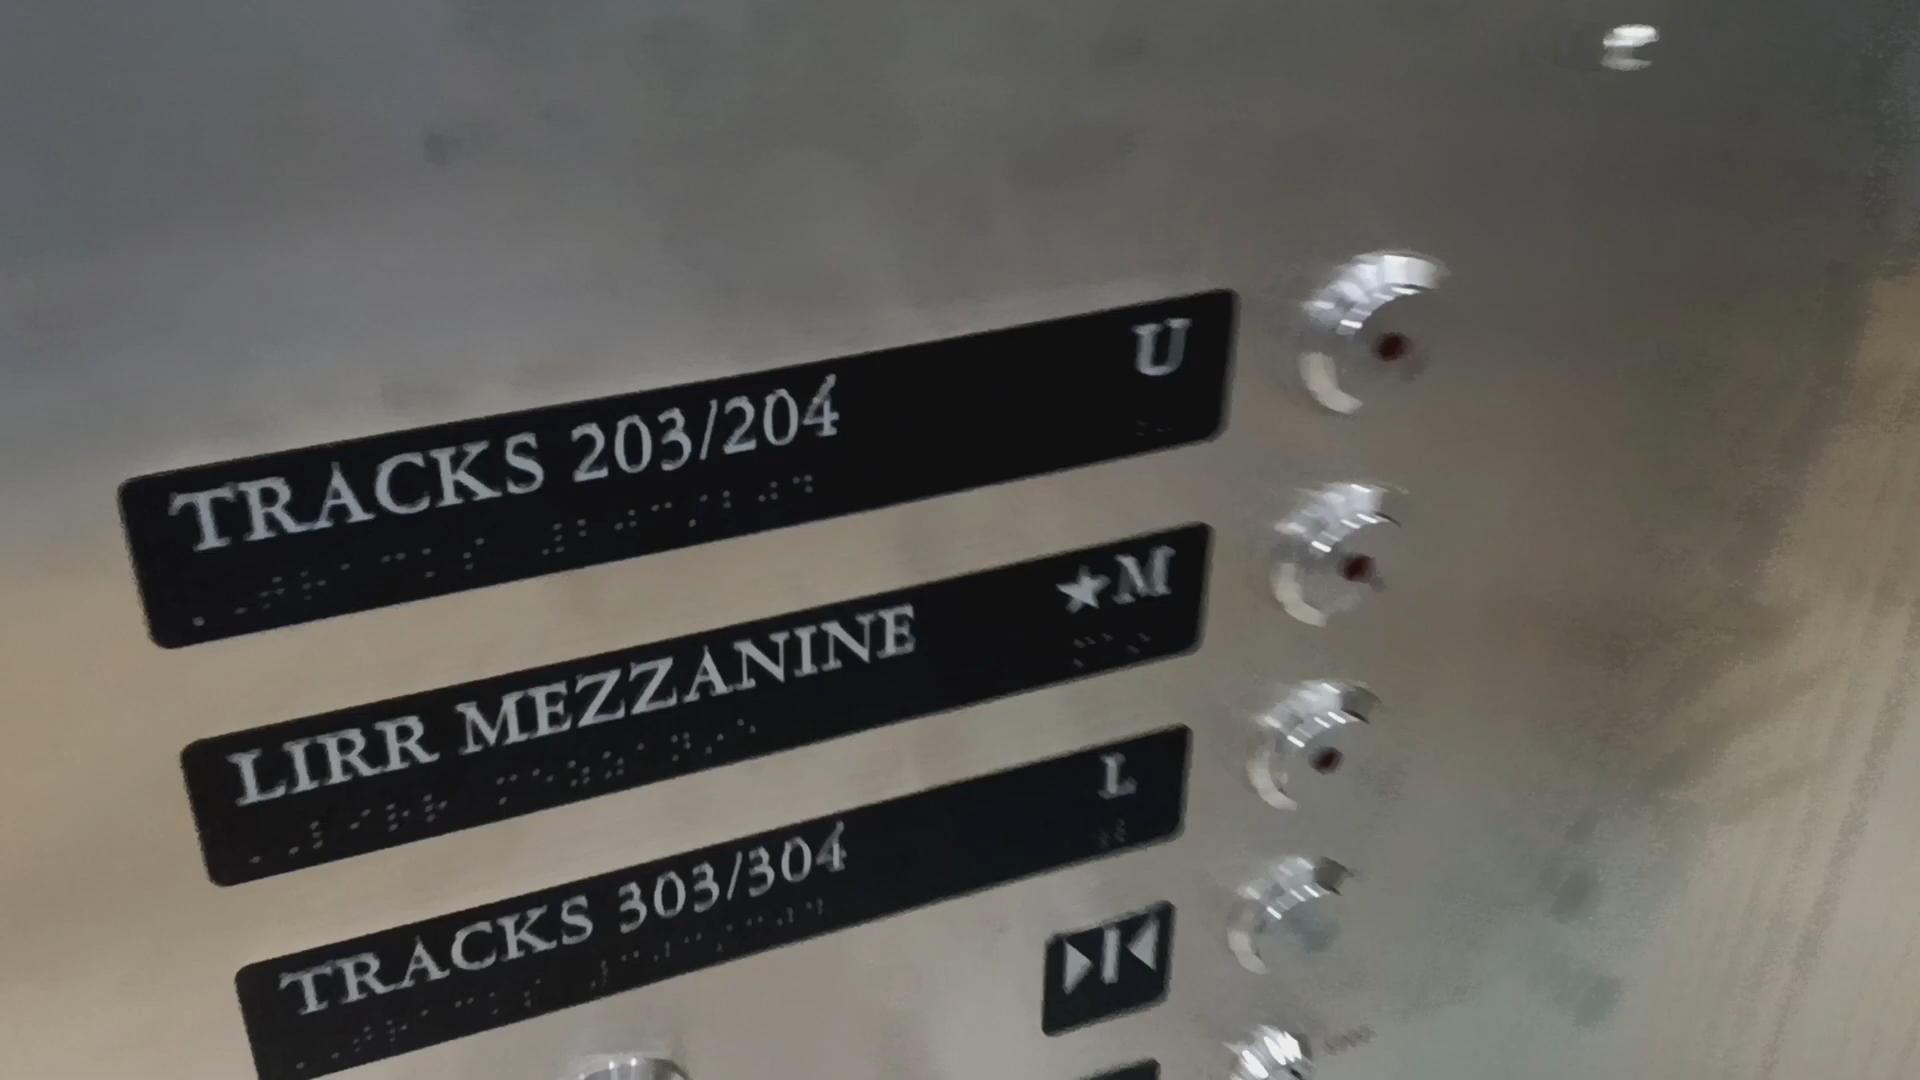 TRACKS 203/204 U
LIRR MEZZANINE ★M
TRACKS 303/304 L